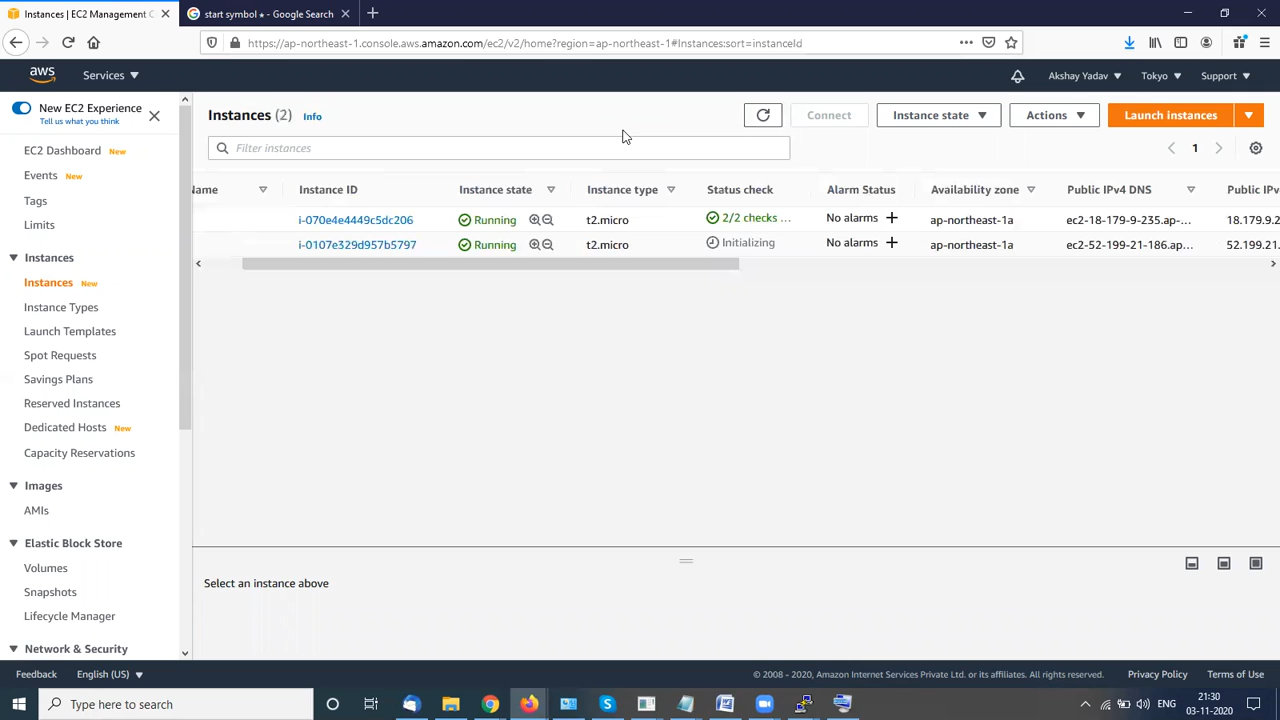 Instances | EC2 Management C
start symbol ★ - Google Search
https://ap-northeast-1.console.aws.amazon.com/ec2/v2/home?region=ap-northeast-1#Instances:sort=instanceId
aws
Services
Akshay Yadav
Tokyo
Support
New EC2 Experience
Tell us what you think
EC2 Dashboard New
Events New
Tags
Limits
Instances
Instances New
Instance Types
Launch Templates
Spot Requests
Savings Plans
Reserved Instances
Dedicated Hosts New
Capacity Reservations
Images
AMIs
Elastic Block Store
Volumes
Snapshots
Lifecycle Manager
Network & Security
Instances (2) Info
Connect
Instance state
Actions
Launch instances
Filter instances
1
Name Instance ID Instance state Instance type Status check Alarm Status Availability zone Public IPv4 DNS Public IP
i-070e4e4449c5dc206 Running t2.micro 2/2 checks ... No alarms + ap-northeast-1a ec2-18-179-9-235.ap-... 18.179.9.2
i-0107e329d957b5797 Running t2.micro Initializing No alarms + ap-northeast-1a ec2-52-199-21-186.ap... 52.199.21.
Select an instance above
Feedback English (US)
© 2008 - 2020, Amazon Internet Services Private Ltd. or its affiliates. All rights reserved. Privacy Policy Terms of Use
Type here to search
ENG
21:30
03-11-2020